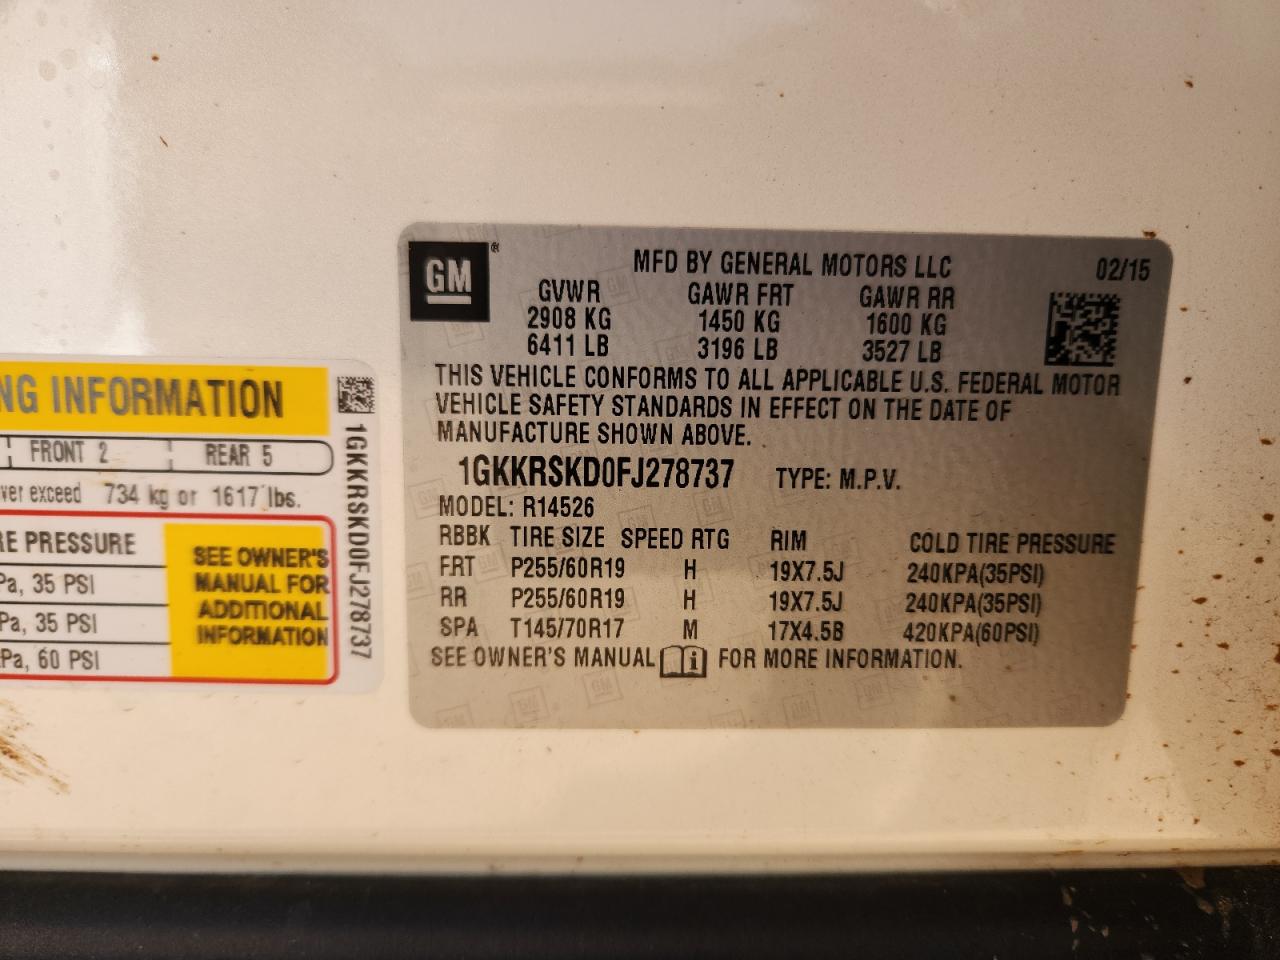 NG INFORMATION
FRONT 2 REAR 5
ver exceed 734 kg or 1617 lbs.
RE PRESSURE
Pa, 35 PSI
Pa, 35 PSI
Pa, 60 PSI
SEE OWNER'S
MANUAL FOR
ADDITIONAL
INFORMATION
1GKKRSKD0FJ278737
GM ®
MFD BY GENERAL MOTORS LLC 02/15
GVWR GAWR FRT GAWR RR
2908 KG 1450 KG 1600 KG
6411 LB 3196 LB 3527 LB
THIS VEHICLE CONFORMS TO ALL APPLICABLE U.S. FEDERAL MOTOR
VEHICLE SAFETY STANDARDS IN EFFECT ON THE DATE OF
MANUFACTURE SHOWN ABOVE.
1GKKRSKD0FJ278737 TYPE: M.P.V.
MODEL: R14526
RBBK TIRE SIZE SPEED RTG RIM COLD TIRE PRESSURE
FRT P255/60R19 H 19X7.5J 240KPA(35PSI)
RR P255/60R19 H 19X7.5J 240KPA(35PSI)
SPA T145/70R17 M 17X4.5B 420KPA(60PSI)
SEE OWNER'S MANUAL i FOR MORE INFORMATION.